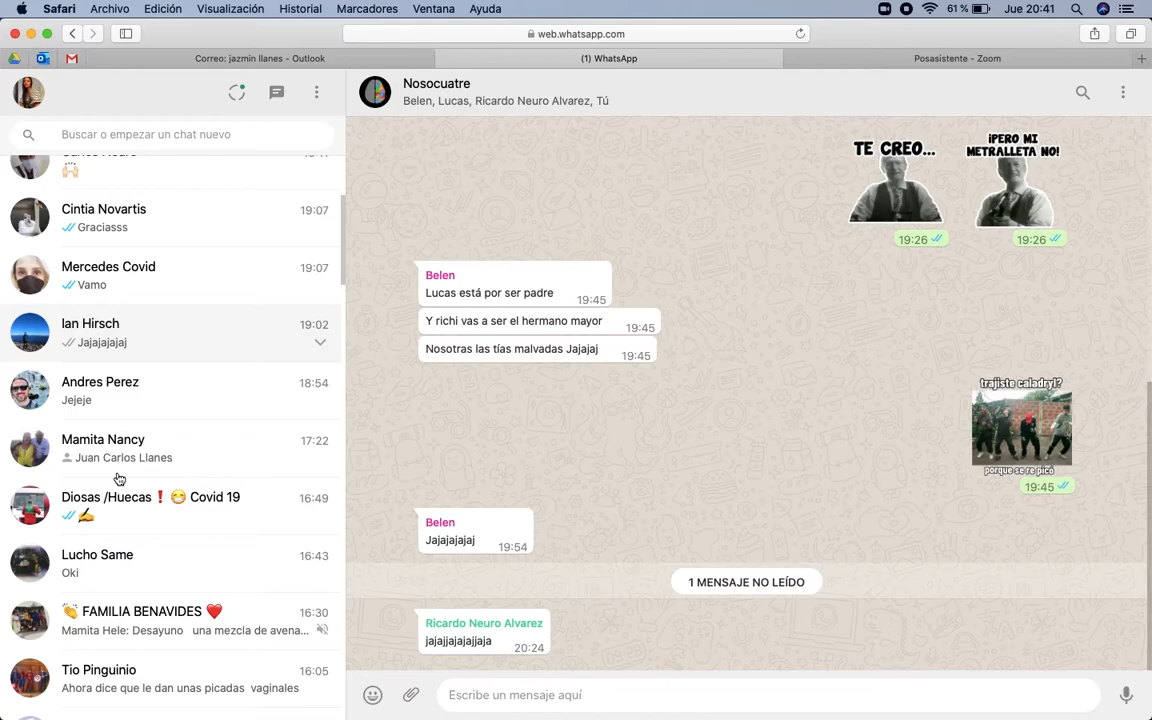 Safari Archivo Edición Visualización Historial Marcadores Ventana Ayuda 61 % Jue 20:41
web.whatsapp.com
Correo: jazmin llanes - Outlook
(1) WhatsApp
Posasistente - Zoom
Buscar o empezar un chat nuevo
Cintia Novartis 19:07
Graciasss
Mercedes Covid 19:07
Vamo
Ian Hirsch 19:02
Jajajajajaj
Andres Perez 18:54
Jejeje
Mamita Nancy 17:22
Juan Carlos Llanes
Diosas /Huecas❗😷 Covid 19 16:49
✍️
Lucho Same 16:43
Oki
👏 FAMILIA BENAVIDES ❤️ 16:30
Mamita Hele: Desayuno una mezcla de avena...
Tio Pinguinio 16:05
Ahora dice que le dan unas picadas vaginales
Nosocuatre
Belen, Lucas, Ricardo Neuro Alvarez, Tú
TE CREO...
19:26
¡PERO MI
METRALLETA NO!
19:26
Belen
Lucas está por ser padre 19:45
Y richi vas a ser el hermano mayor 19:45
Nosotras las tías malvadas Jajajaj 19:45
trajiste caladryl?
porque se re picó
19:45
Belen
Jajajajajaj 19:54
1 MENSAJE NO LEÍDO
Ricardo Neuro Alvarez
jajajjajajajjaja 20:24
Escribe un mensaje aquí